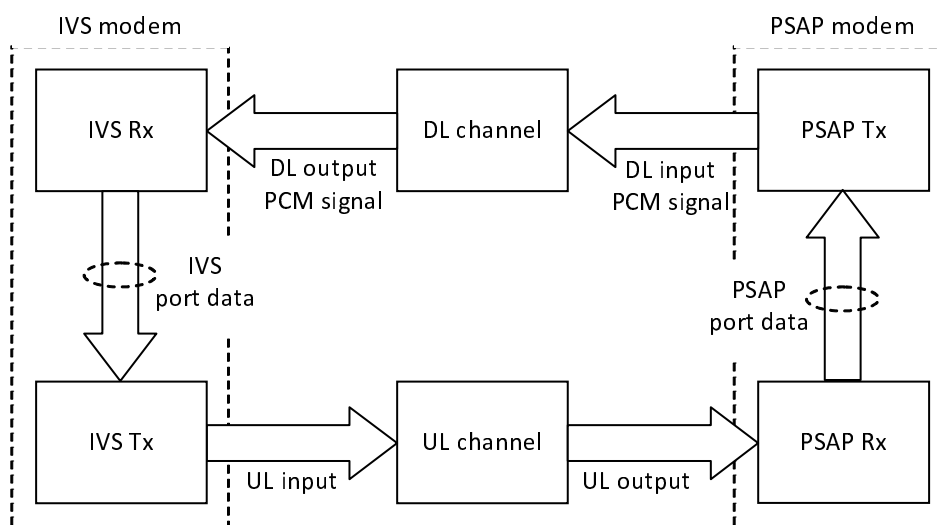 IVS modem
PSAP modem
IVS Rx
DL channel
PSAP Tx
DL output
PCM signal
DL input
PCM signal
IVS
port data
PSAP
port data
IVS Tx
UL channel
PSAP Rx
UL input
UL output